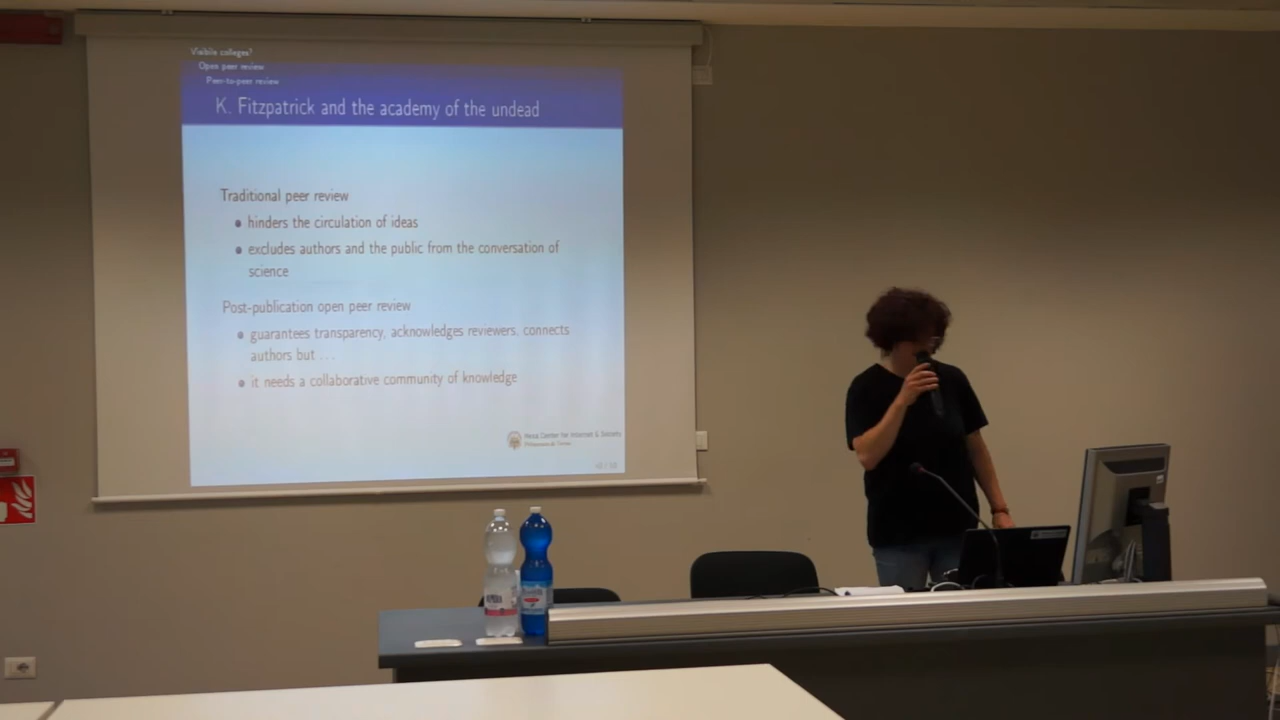 Visible colleges?
Open peer review
Peer-to-peer review
K. Fitzpatrick and the academy of the undead
Traditional peer review
hinders the circulation of ideas
excludes authors and the public from the conversation of
science
Post-publication open peer review
guarantees transparency, acknowledges reviewers, connects
authors but ...
it needs a collaborative community of knowledge
Nexa Center for Internet & Society
Politecnico di Torino